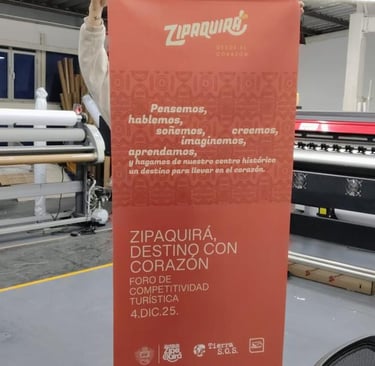 ZIPAQUIRÁ
DESDE EL
CORAZÓN
Pensemos,
hablemos,
soñemos, creemos,
imaginemos,
aprendamos,
y hagamos de nuestro centro histórico
un destino para llevar en el corazón.
ZIPAQUIRÁ,
DESTINO CON
CORAZÓN
FORO DE
COMPETITIVIDAD
TURÍSTICA
4.DIC.25.
Tierra
S.O.S.